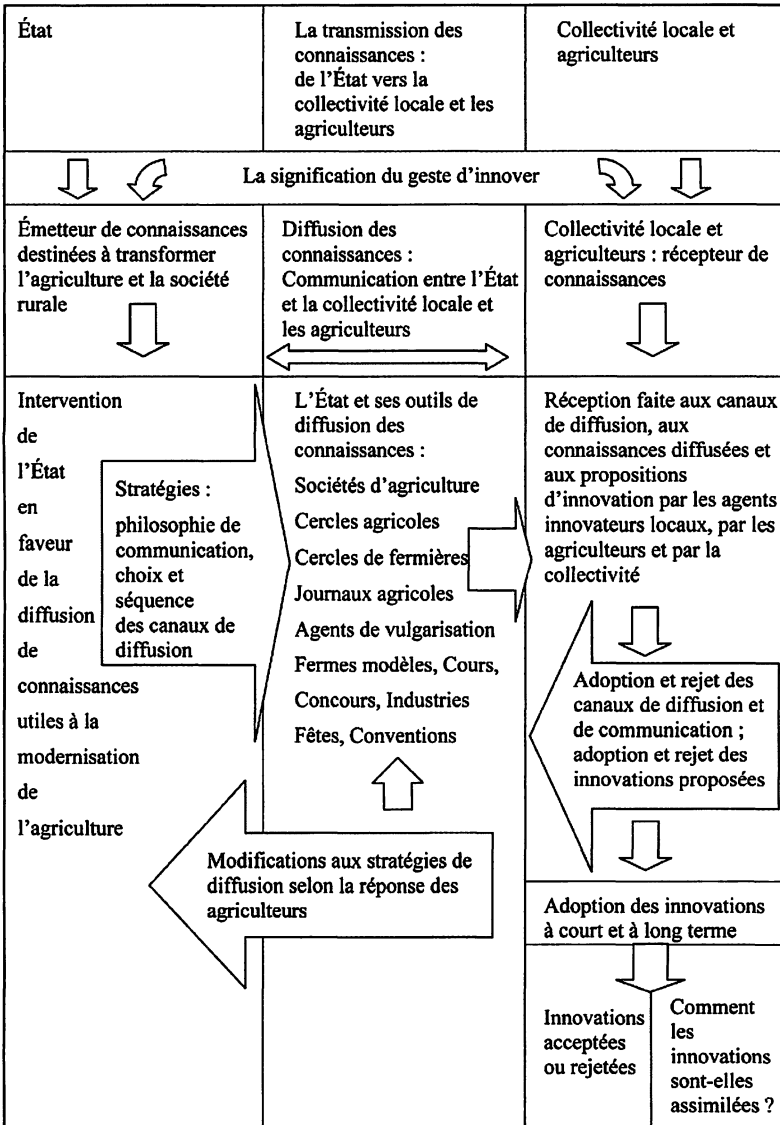 État
La transmission des
connaissances :
de l'État vers la
collectivité locale et les
agriculteurs
Collectivité locale et
agriculteurs
La signification du geste d'innover
Émetteur de connaissances
destinées à transformer
l'agriculture et la société
rurale
Diffusion des
connaissances :
Communication entre l'État
et la collectivité locale et
les agriculteurs
Collectivité locale et
agriculteurs : récepteur de
connaissances
Intervention
de
l'État
en
faveur
de la
diffusion
de
connaissances
utiles à la
modernisation
de
l'agriculture
Stratégies :
philosophie de
communication,
choix et
séquence
des canaux de
diffusion
L'État et ses outils de
diffusion des
connaissances :
Sociétés d'agriculture
Cercles agricoles
Cercles de fermières
Journaux agricoles
Agents de vulgarisation
Fermes modèles, Cours,
Concours, Industries
Fêtes, Conventions
Réception faite aux canaux
de diffusion, aux
connaissances diffusées et
aux propositions
d'innovation par les agents
innovateurs locaux, par les
agriculteurs et par la
collectivité
Adoption et rejet des
canaux de diffusion et
de communication ;
adoption et rejet des
innovations proposées
Modifications aux stratégies de
diffusion selon la réponse des
agriculteurs
Adoption des innovations
à court et à long terme
Innovations
acceptées
ou rejetées
Comment
les
innovations
sont-elles
assimilées ?